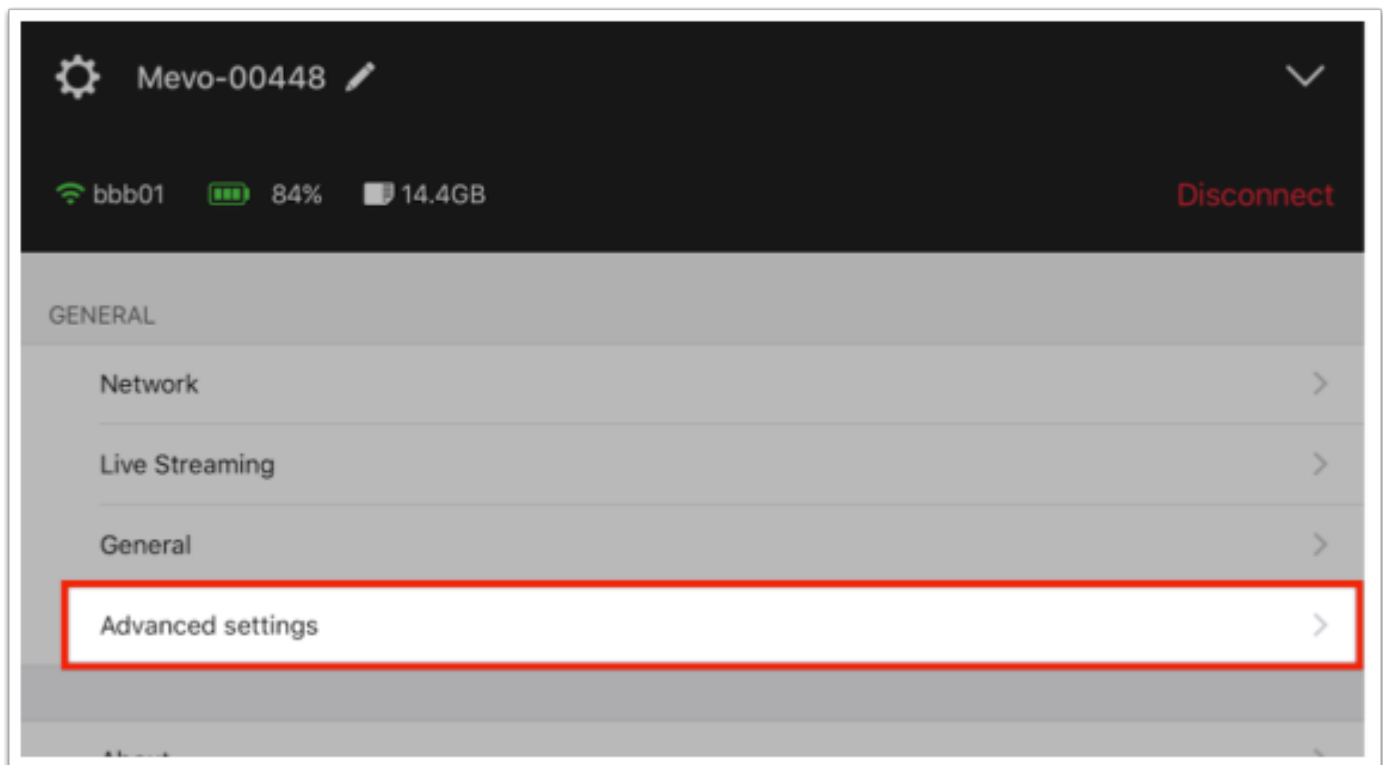 Mevo-00448
bbb01 84% 14.4GB Disconnect
GENERAL
Network
Live Streaming
General
Advanced settings